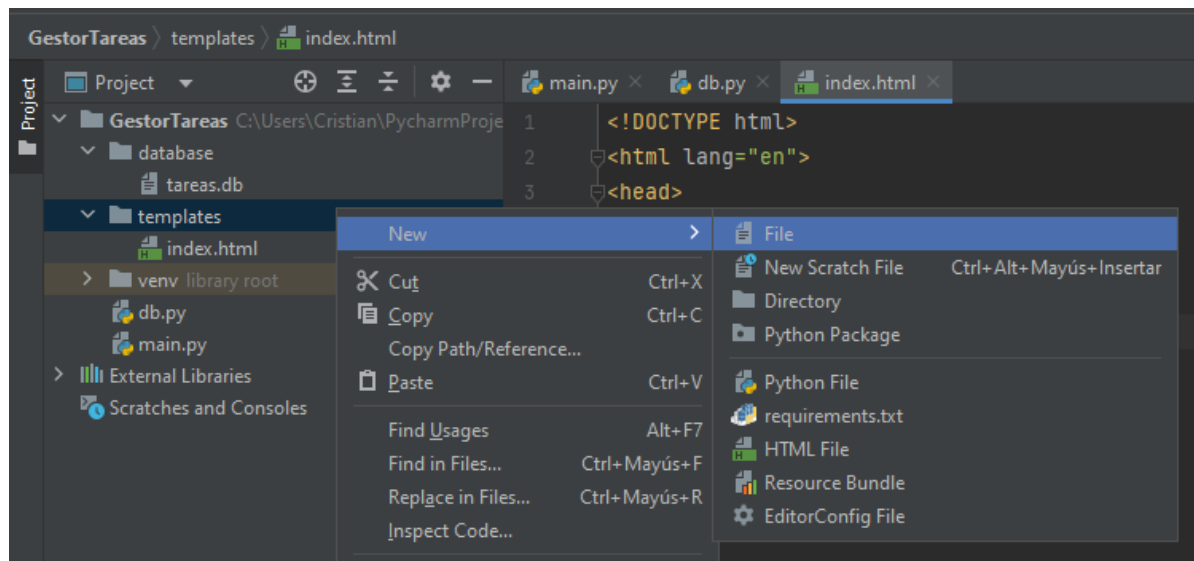 GestorTareas templates index.html
Project
Project
main.py db.py index.html
GestorTareas C:\Users\Cristian\PycharmProje
database
tareas.db
templates
index.html
venv library root
db.py
main.py
External Libraries
Scratches and Consoles
1 <!DOCTYPE html>
2 <html lang="en">
3 <head>
New
Cut Ctrl+X
Copy Ctrl+C
Copy Path/Reference...
Paste Ctrl+V
Find Usages Alt+F7
Find in Files... Ctrl+Mayús+F
Replace in Files... Ctrl+Mayús+R
Inspect Code...
File
New Scratch File Ctrl+Alt+Mayús+Insertar
Directory
Python Package
Python File
requirements.txt
HTML File
Resource Bundle
EditorConfig File